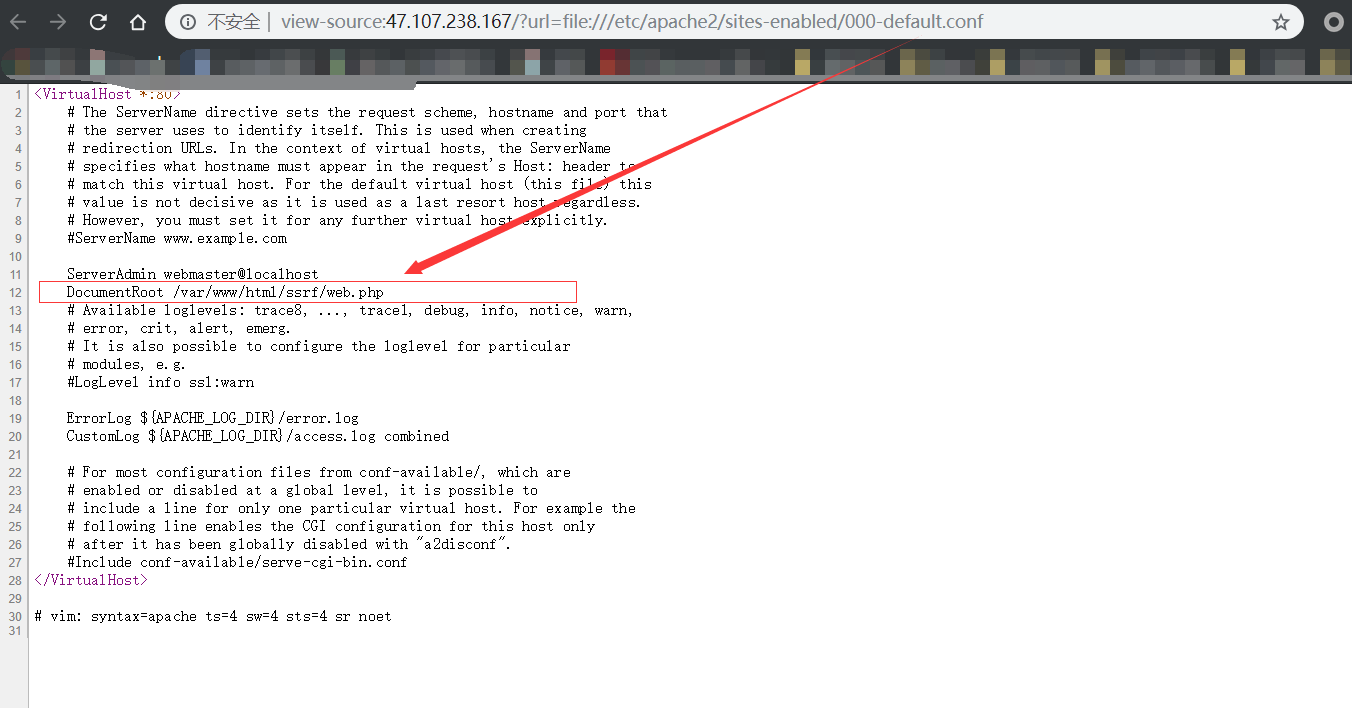 不安全 | view-source:47.107.238.167/?url=file:///etc/apache2/sites-enabled/000-default.conf
1 <VirtualHost *:80>
2 # The ServerName directive sets the request scheme, hostname and port that
3 # the server uses to identify itself. This is used when creating
4 # redirection URLs. In the context of virtual hosts, the ServerName
5 # specifies what hostname must appear in the request's Host: header to
6 # match this virtual host. For the default virtual host (this file) this
7 # value is not decisive as it is used as a last resort host regardless.
8 # However, you must set it for any further virtual host explicitly.
9 #ServerName www.example.com
10
11 ServerAdmin webmaster@localhost
12 DocumentRoot /var/www/html/ssrf/web.php
13 # Available loglevels: trace8, ..., trace1, debug, info, notice, warn,
14 # error, crit, alert, emerg.
15 # It is also possible to configure the loglevel for particular
16 # modules, e.g.
17 #LogLevel info ssl:warn
18
19 ErrorLog ${APACHE_LOG_DIR}/error.log
20 CustomLog ${APACHE_LOG_DIR}/access.log combined
21
22 # For most configuration files from conf-available/, which are
23 # enabled or disabled at a global level, it is possible to
24 # include a line for only one particular virtual host. For example the
25 # following line enables the CGI configuration for this host only
26 # after it has been globally disabled with "a2disconf".
27 #Include conf-available/serve-cgi-bin.conf
28 </VirtualHost>
29
30 # vim: syntax=apache ts=4 sw=4 sts=4 sr noet
31